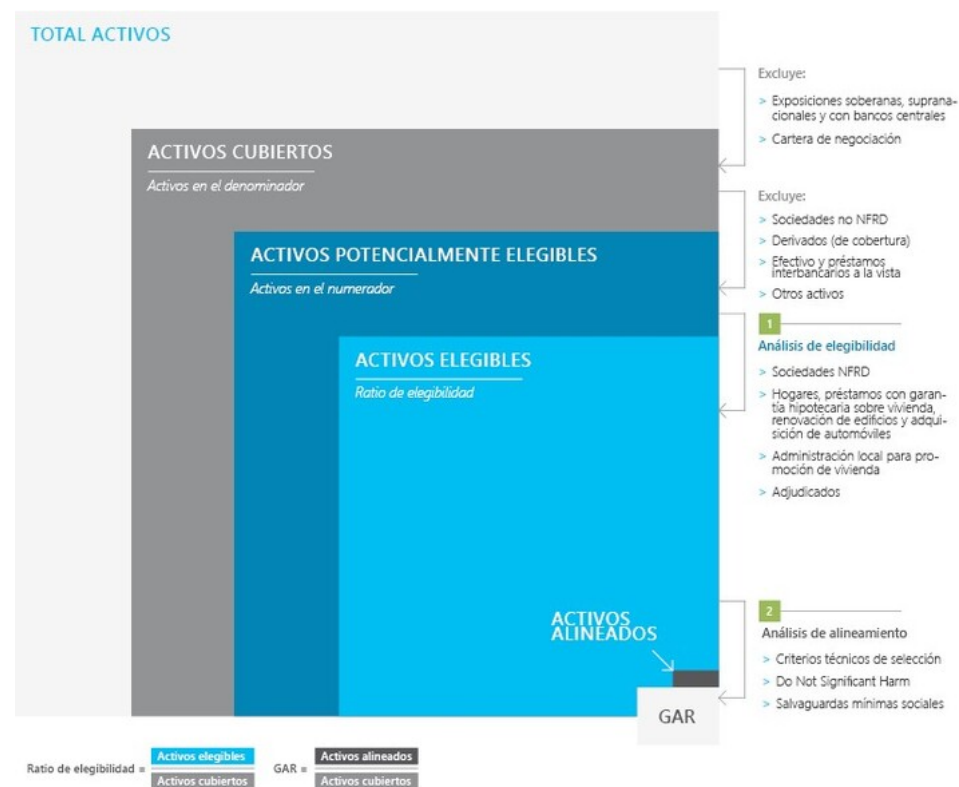 TOTAL ACTIVOS
Excluye:
> Exposiciones soberanas, suprana-
cionales y con bancos centrales
> Cartera de negociación
ACTIVOS CUBIERTOS
Activos en el denominador
Excluye:
> Sociedades no NFRD
> Derivados (de cobertura)
> Efectivo y préstamos
interbancarios a la vista
> Otros activos
ACTIVOS POTENCIALMENTE ELEGIBLES
Activos en el numerador
1
Análisis de elegibilidad
> Sociedades NFRD
> Hogares, préstamos con garan-
tía hipotecaria sobre vivienda,
renovación de edificios y adqui-
sición de automóviles
> Administración local para pro-
moción de vivienda
> Adjudicados
ACTIVOS ELEGIBLES
Ratio de elegibilidad
ACTIVOS
ALINEADOS
2
Análisis de alineamiento
> Criterios técnicos de selección
> Do Not Significant Harm
> Salvaguardas mínimas sociales
GAR
Ratio de elegibilidad =
Activos elegibles
Activos cubiertos
GAR =
Activos alineados
Activos cubiertos